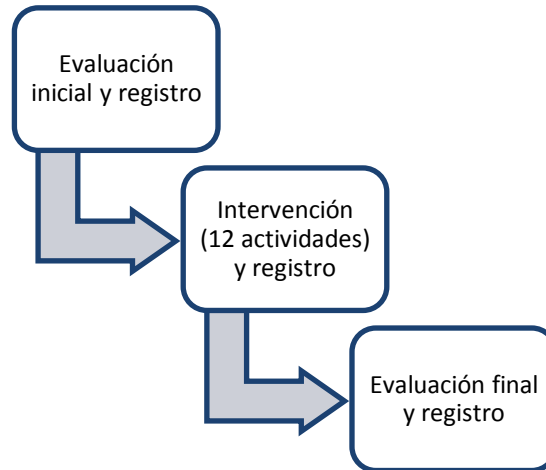 Evaluación
inicial y registro
Intervención
(12 actividades)
y registro
Evaluación final
y registro